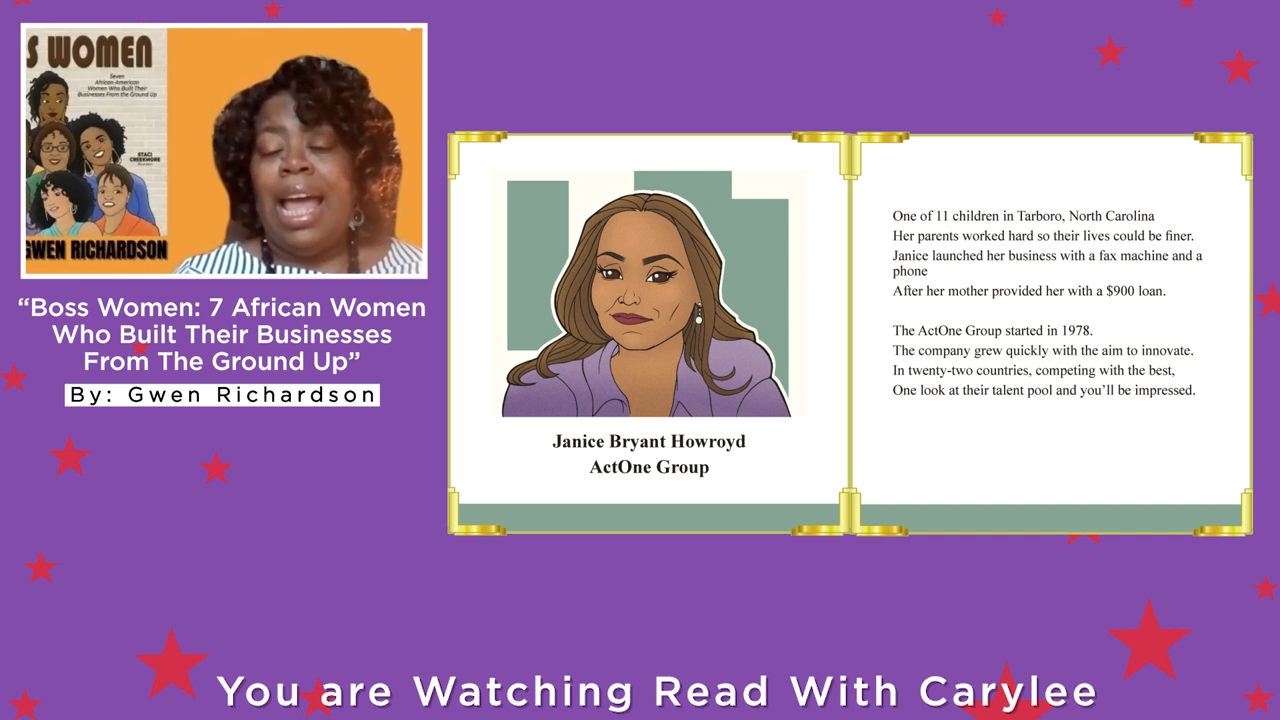 S WOMEN
Seven
African-American
Women Who Built Their
Businesses From the Ground Up
STACI
CREEKMORE
GWEN RICHARDSON
“Boss Women: 7 African Women
Who Built Their Businesses
From The Ground Up”
By: Gwen Richardson
Janice Bryant Howroyd
ActOne Group
One of 11 children in Tarboro, North Carolina
Her parents worked hard so their lives could be finer.
Janice launched her business with a fax machine and a
phone
After her mother provided her with a $900 loan.
The ActOne Group started in 1978.
The company grew quickly with the aim to innovate.
In twenty-two countries, competing with the best,
One look at their talent pool and you’ll be impressed.
You are Watching Read With Carylee